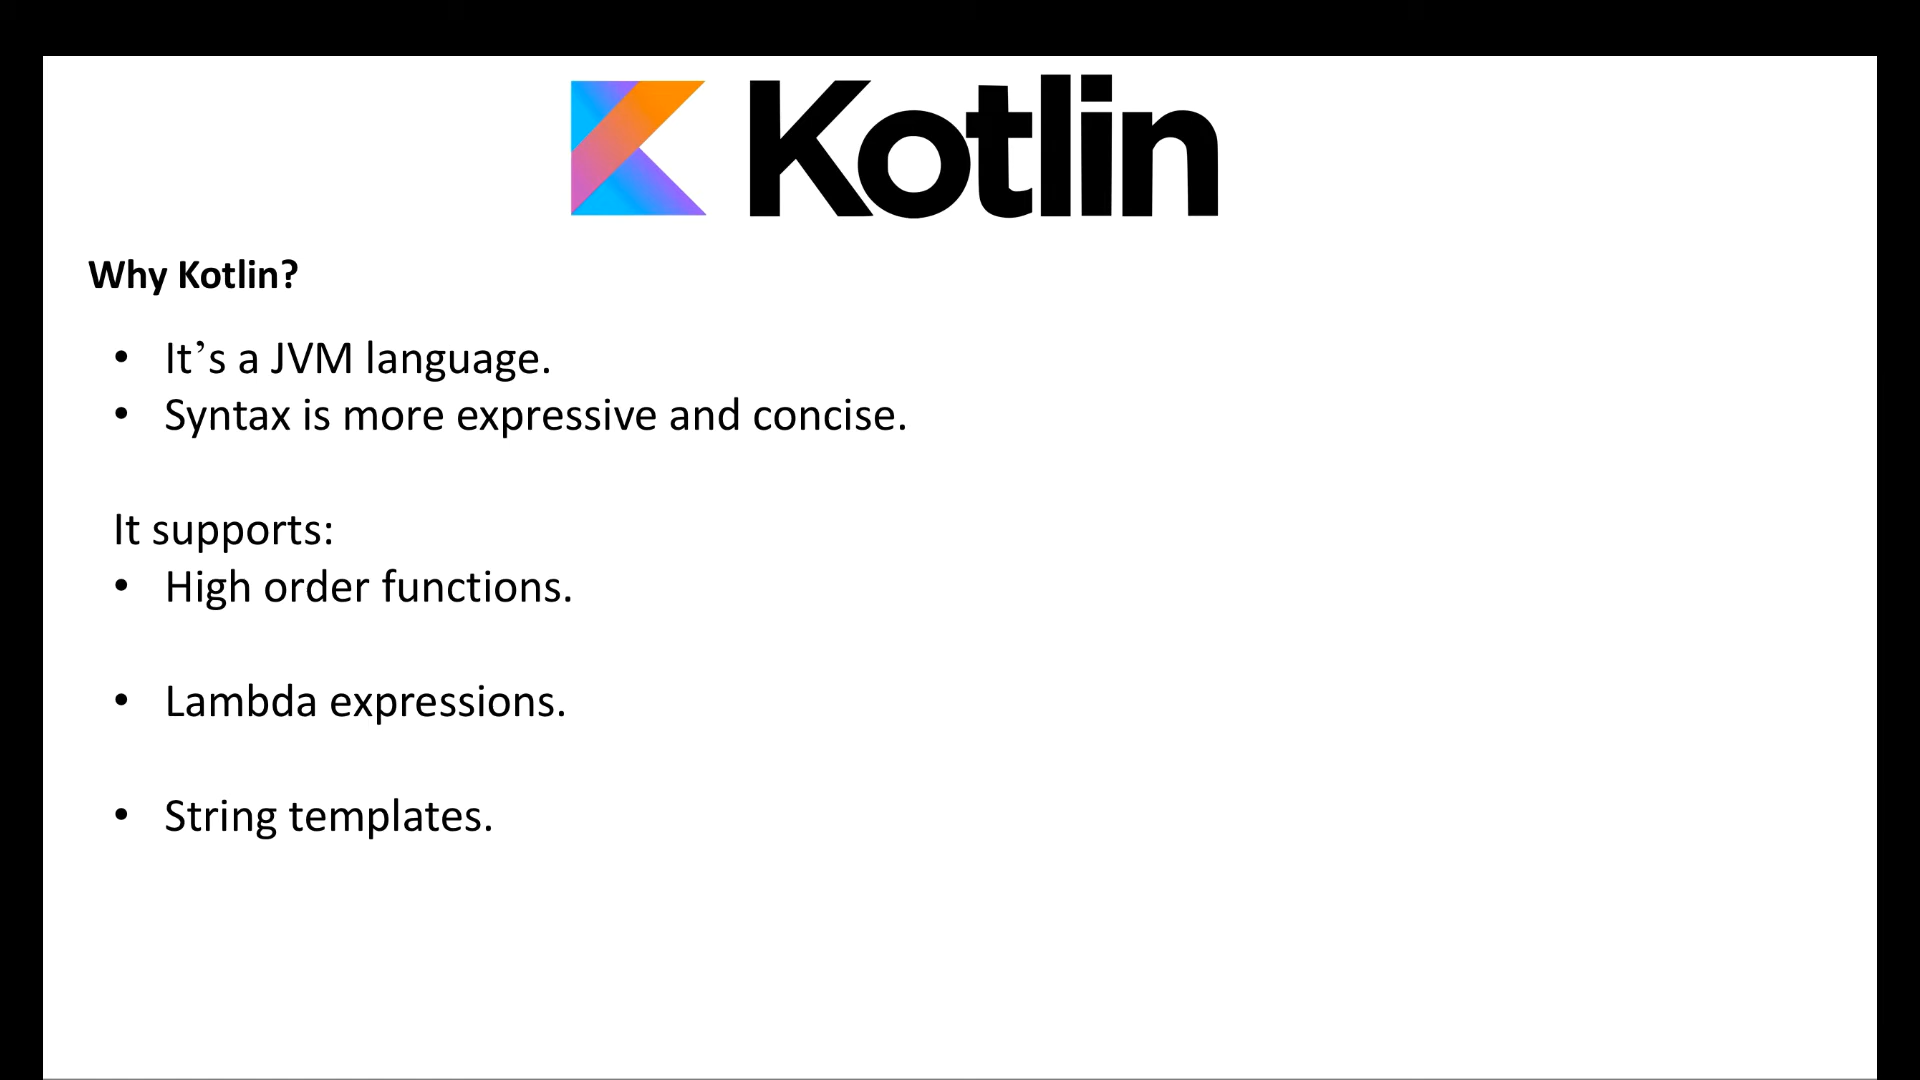 Kotlin
Why Kotlin?
• It’s a JVM language.
• Syntax is more expressive and concise.
It supports:
• High order functions.
• Lambda expressions.
• String templates.